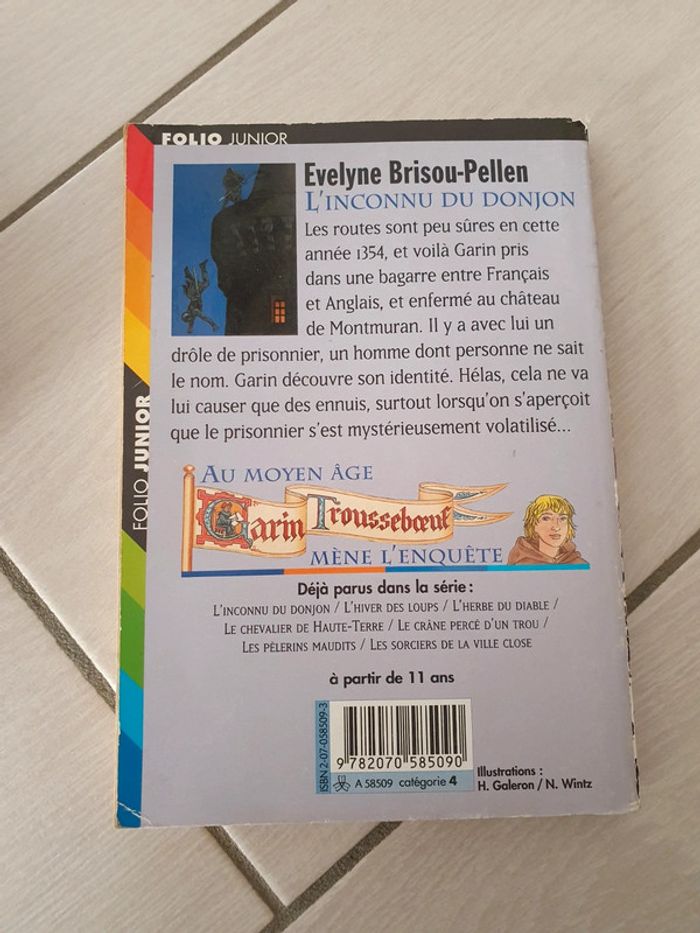 FOLIO JUNIOR
Evelyne Brisou-Pellen
L'INCONNU DU DONJON
Les routes sont peu sûres en cette
année 1354, et voilà Garin pris
dans une bagarre entre Français
et Anglais, et enfermé au château
de Montmuran. Il y a avec lui un
drôle de prisonnier, un homme dont personne ne sait
le nom. Garin découvre son identité. Hélas, cela ne va
lui causer que des ennuis, surtout lorsqu'on s'aperçoit
que le prisonnier s'est mystérieusement volatilisé...
FOLIO JUNIOR
AU MOYEN ÂGE
Garin Troussebœuf
MÈNE L'ENQUÊTE
Déjà parus dans la série :
L'INCONNU DU DONJON / L'HIVER DES LOUPS / L'HERBE DU DIABLE /
LE CHEVALIER DE HAUTE-TERRE / LE CRÂNE PERCÉ D'UN TROU /
LES PÈLERINS MAUDITS / LES SORCIERS DE LA VILLE CLOSE
à partir de 11 ans
ISBN 2-07-058509-3
9 782070 585090
A 58509 catégorie 4
Illustrations :
H. Galeron / N. Wintz